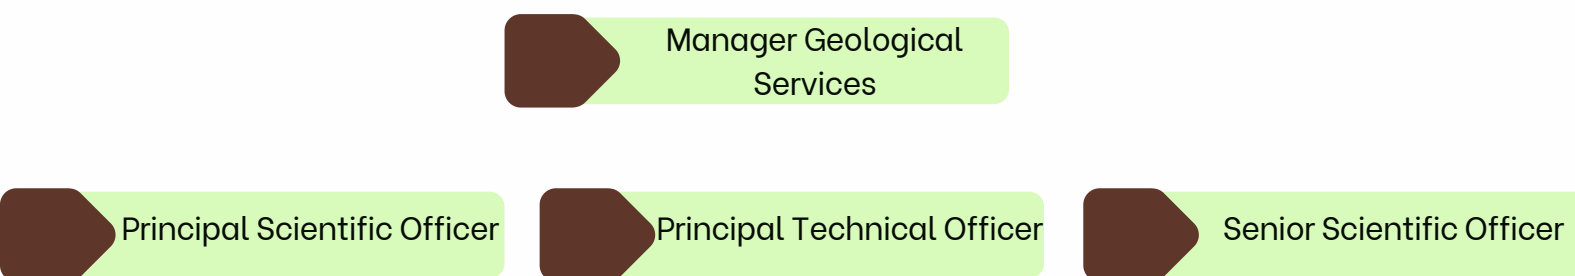 Manager Geological
Services
Principal Scientific Officer
Principal Technical Officer
Senior Scientific Officer